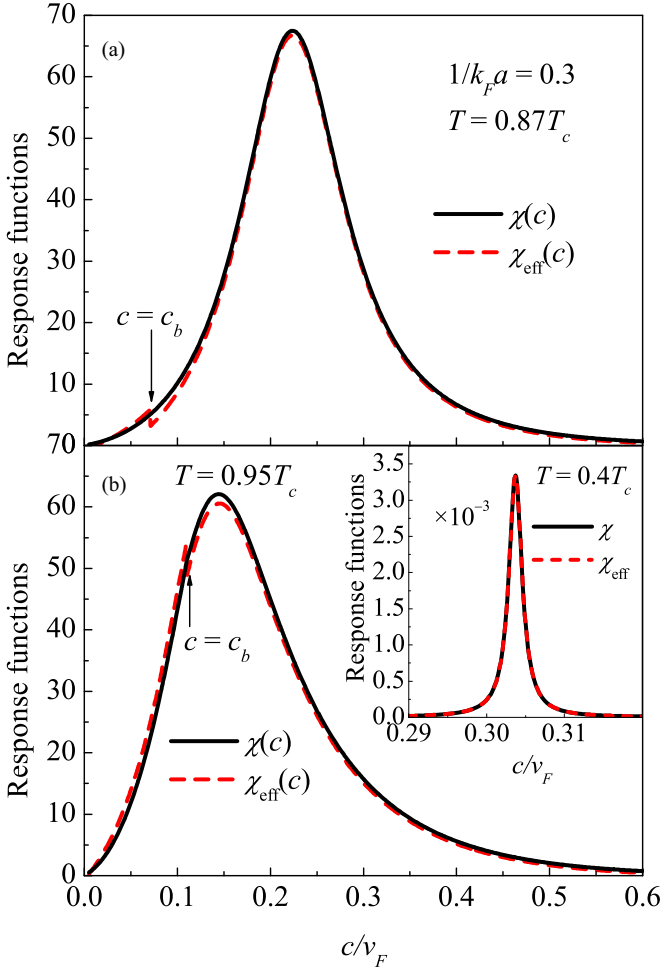 70
(a)
60
1/k_F a = 0.3
50
T = 0.87T_c
40
Response functions
χ(c)
30
χ_eff(c)
20
c = c_b
10
70
(b)
T = 0.95T_c
60
50
c = c_b
40
Response functions
30
20
χ(c)
χ_eff(c)
10
0
0.0 0.1 0.2 0.3 0.4 0.5 0.6
c/v_F
3.5
T = 0.4T_c
3.0
×10⁻³
χ
2.5
χ_eff
2.0
Response functions
1.5
1.0
0.5
0.0
0.29 0.30 0.31
c/v_F